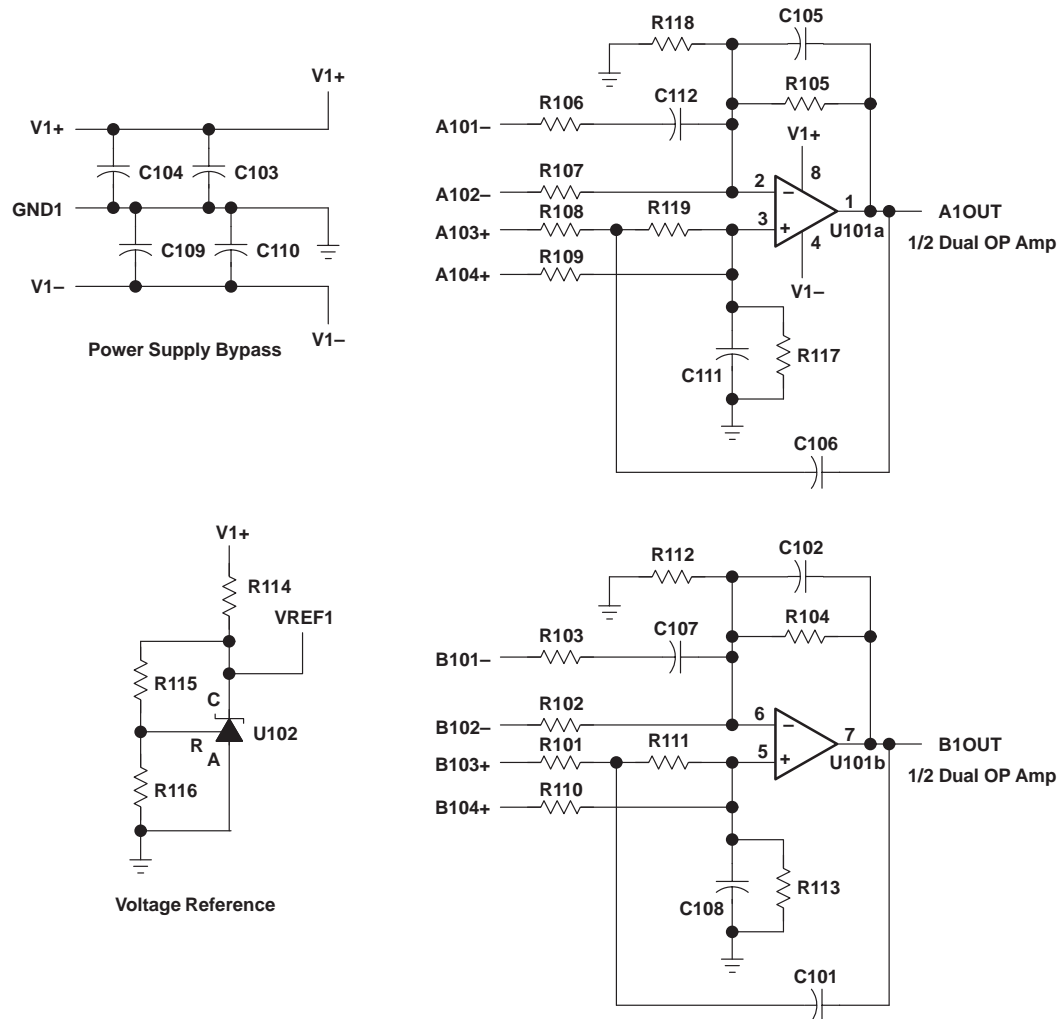 V1+
V1+
C104
C103
GND1
C109
C110
V1–
V1–
Power Supply Bypass
R118
C105
R106
C112
R105
A101–
V1+
R107
8
A102–
2
–
R108
R119
3
+
1
A1OUT
A103+
U101a
4
1/2 Dual OP Amp
R109
A104+
V1–
C111
R117
C106
V1+
R114
VREF1
R115
C
U102
R
A
R116
Voltage Reference
R112
C102
R103
C107
R104
B101–
R102
B102–
6
–
R101
R111
5
+
7
B1OUT
B103+
U101b
1/2 Dual OP Amp
R110
B104+
C108
R113
C101